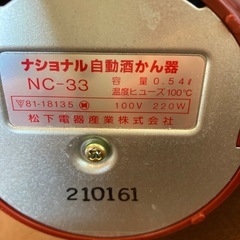 ナショナル自動酒かん器
NC-33
容量 0.54ℓ
温度ヒューズ 100℃
81-18135
100V 220W
松下電器産業株式会社
210161